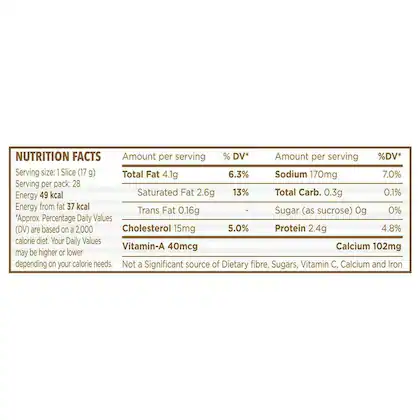 NUTRITION FACTS
Serving size: 1 Slice (17 g)
Serving per pack: 28
Energy 49 kcal
Energy from fat 37 kcal
*Approx. Percentage Daily Values
(DV) are based on a 2,000
calorie diet. Your Daily Values
may be higher or lower
depending on your calorie needs.
Amount per serving % DV*
Total Fat 4.1g 6.3%
Saturated Fat 2.6g 13%
Trans Fat 0.16g -
Cholesterol 15mg 5.0%
Amount per serving %DV*
Sodium 170mg 7.0%
Total Carb. 0.3g 0.1%
Sugar (as sucrose) 0g 0%
Protein 2.4g 4.8%
Vitamin-A 40mcg Calcium 102mg
Not a Significant source of Dietary fibre, Sugars, Vitamin C, Calcium and Iron